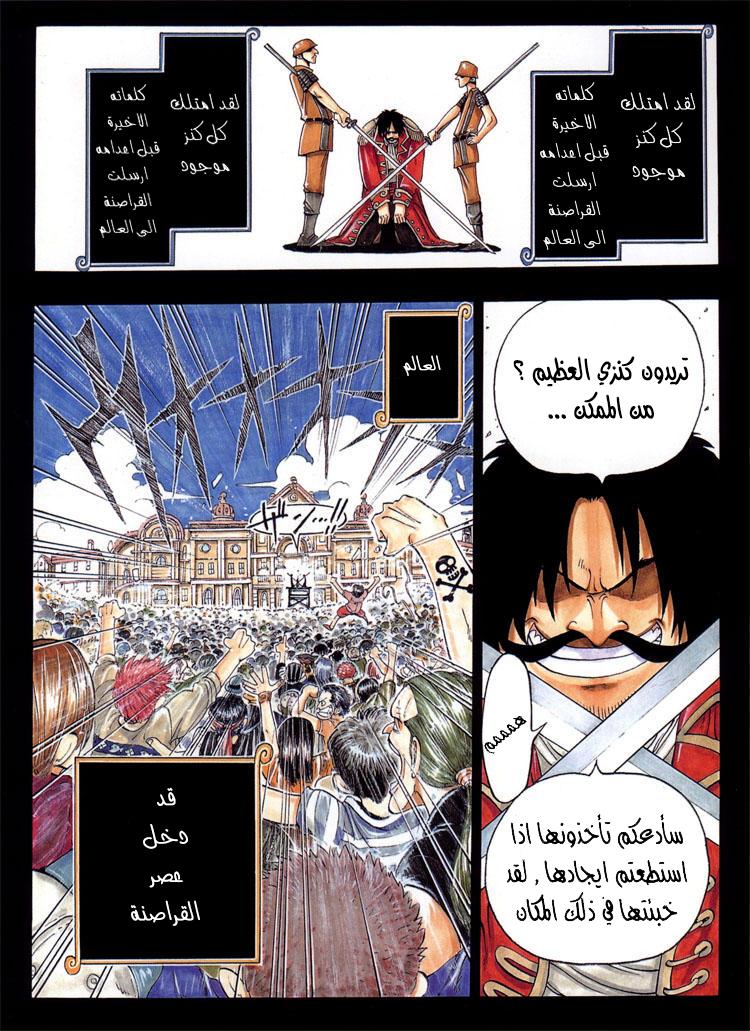 لقد امتلك
كل كنز
موجود
كلماته
الاخيرة
قبل اعدامه
ارسلت
القراصنة
الى العالم
لقد امتلك
كل كنز
موجود
كلماته
الاخيرة
قبل اعدامه
ارسلت
القراصنة
الى العالم
تريدون كنزي العظيم ؟
من الممكن ...
همممم
سأدعكم تأخذونها اذا
استطعتم ايجادها , لقد
خبئتها في ذلك المكان
العالم
قد
دخل
عصر
القراصنة